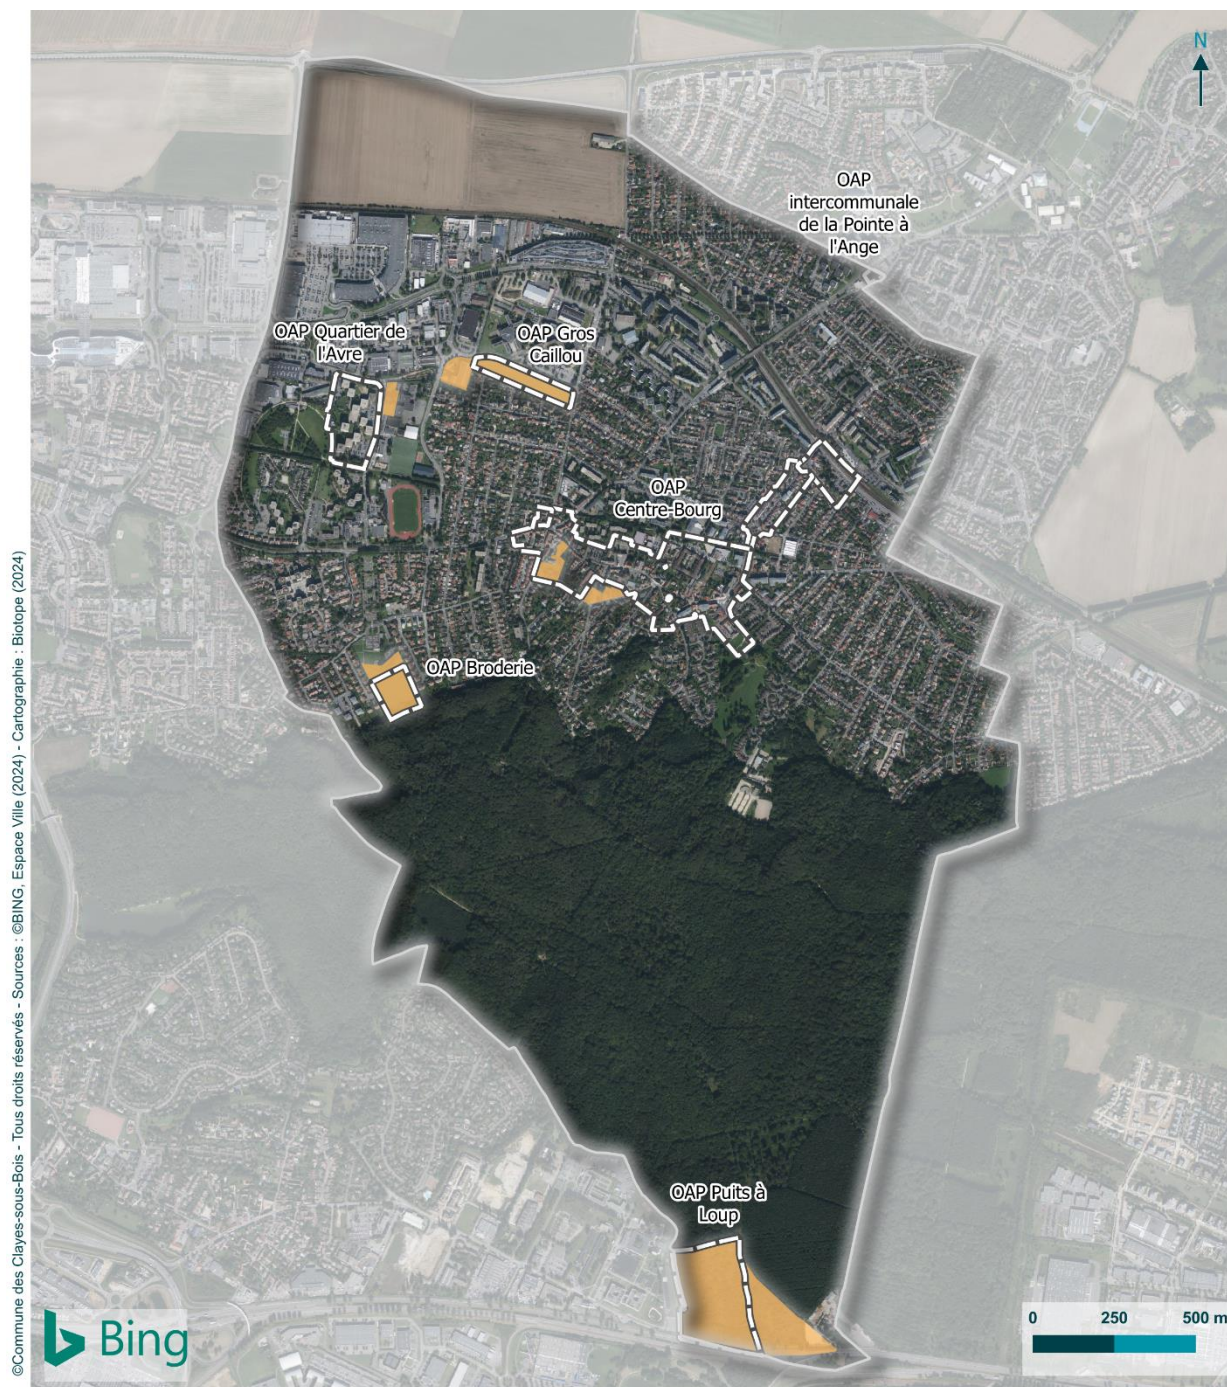 N
OAP
intercommunale
de la Pointe à
l'Ange
OAP Quartier de
l'Avre
OAP Gros
Caillou
OAP
Centre-Bourg
OAP Broderie
OAP Puits à
Loup
©Commune des Clayes-sous-Bois - Tous droits réservés - Sources : ©BING, Espace Ville (2024) - Cartographie : Biotope (2024)
Bing
0 250 500 m